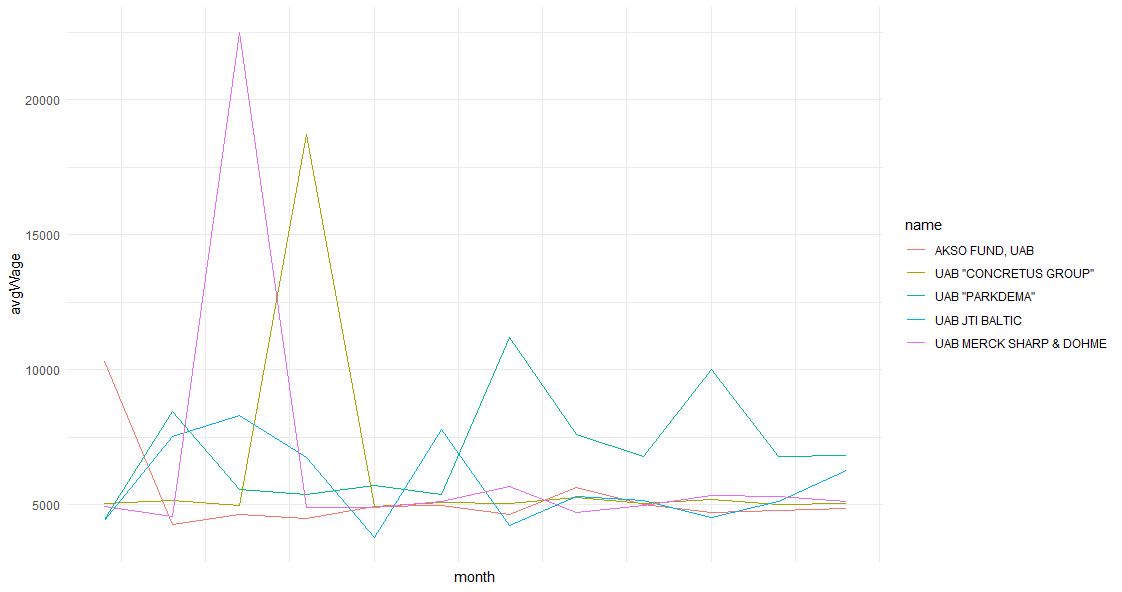 20000
15000
10000
5000
avgWage
month
name
AKSO FUND, UAB
UAB "CONCRETUS GROUP"
UAB "PARKDEMA"
UAB JTI BALTIC
UAB MERCK SHARP & DOHME